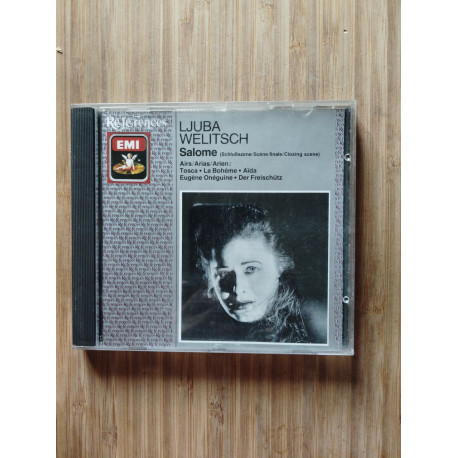 References
EMI
LJUBA
WELITSCH
Salome (Schlußszene/Scène finale/Closing scene)
Airs/Arias/Arien:
Tosca • La Bohème • Aïda
Eugène Onéguine • Der Freischütz